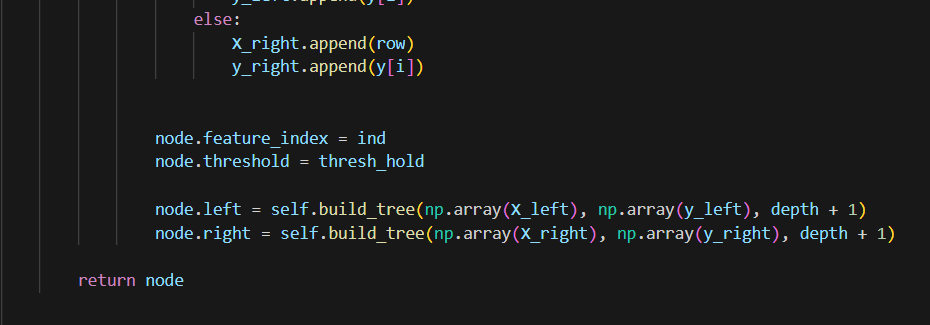 y_left.append(y[i])
else:
X_right.append(row)
y_right.append(y[i])
node.feature_index = ind
node.threshold = thresh_hold
node.left = self.build_tree(np.array(X_left), np.array(y_left), depth + 1)
node.right = self.build_tree(np.array(X_right), np.array(y_right), depth + 1)
return node